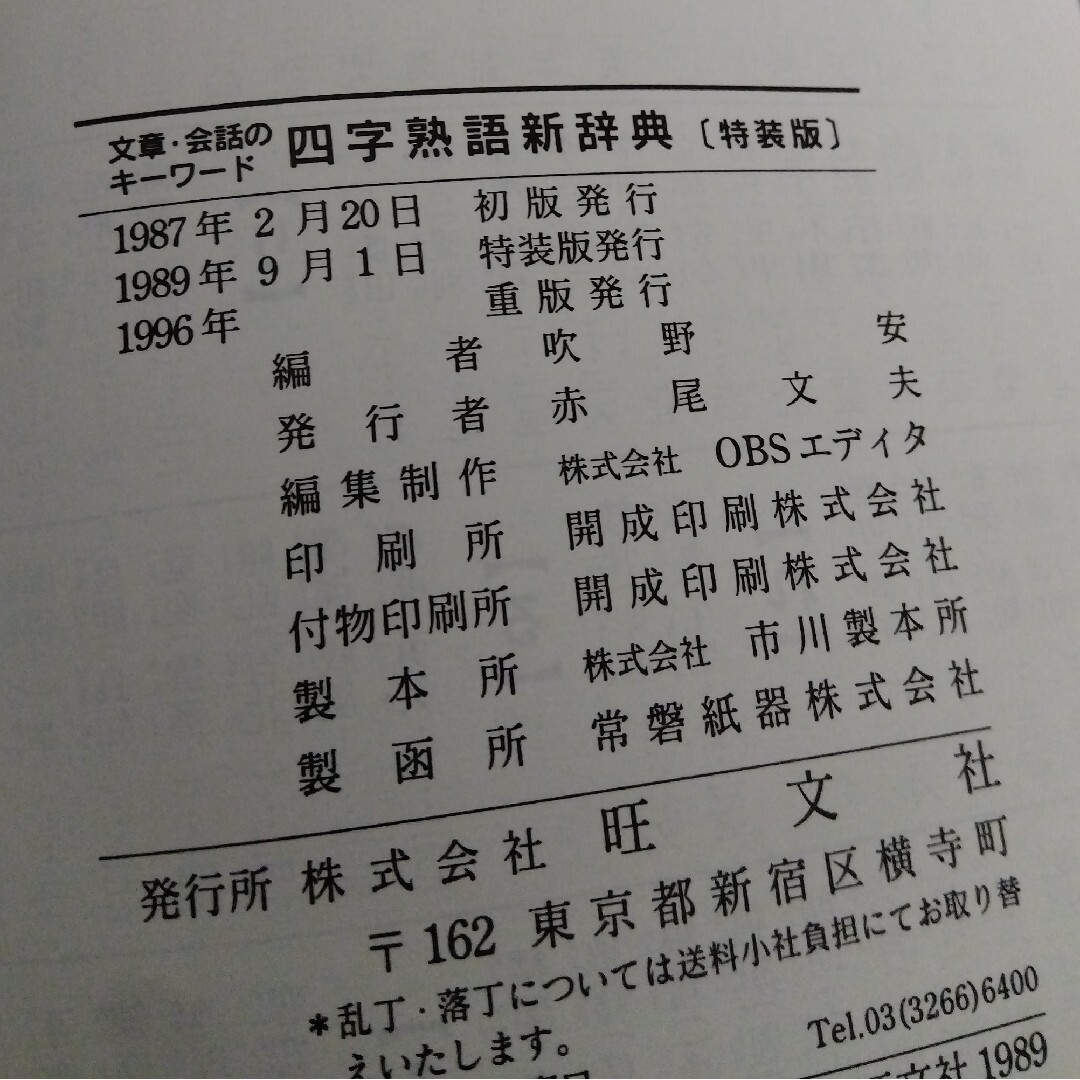 文章・会話の
キーワード 四字熟語新辞典〔特装版〕
1987年 2月20日 初版発行
1989年 9月 1日 特装版発行
1996年 重版発行
編者 吹野安
発行者 赤尾文夫
編集制作 株式会社 OBSエディタ
印刷所 開成印刷株式会社
付物印刷所 開成印刷株式会社
製本所 株式会社 市川製本所
製函所 常磐紙器株式会社
発行所 株式会社 旺文社
〒162 東京都新宿区横寺町
*乱丁・落丁については送料小社負担にてお取り替
えいたします。
Tel.03(3266)6400
文社 1989